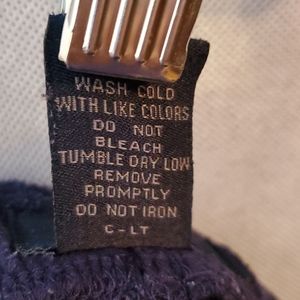 WASH COLD
WITH LIKE COLORS
DO NOT
BLEACH
TUMBLE DRY LOW
REMOVE
PROMPTLY
DO NOT IRON
C-LT